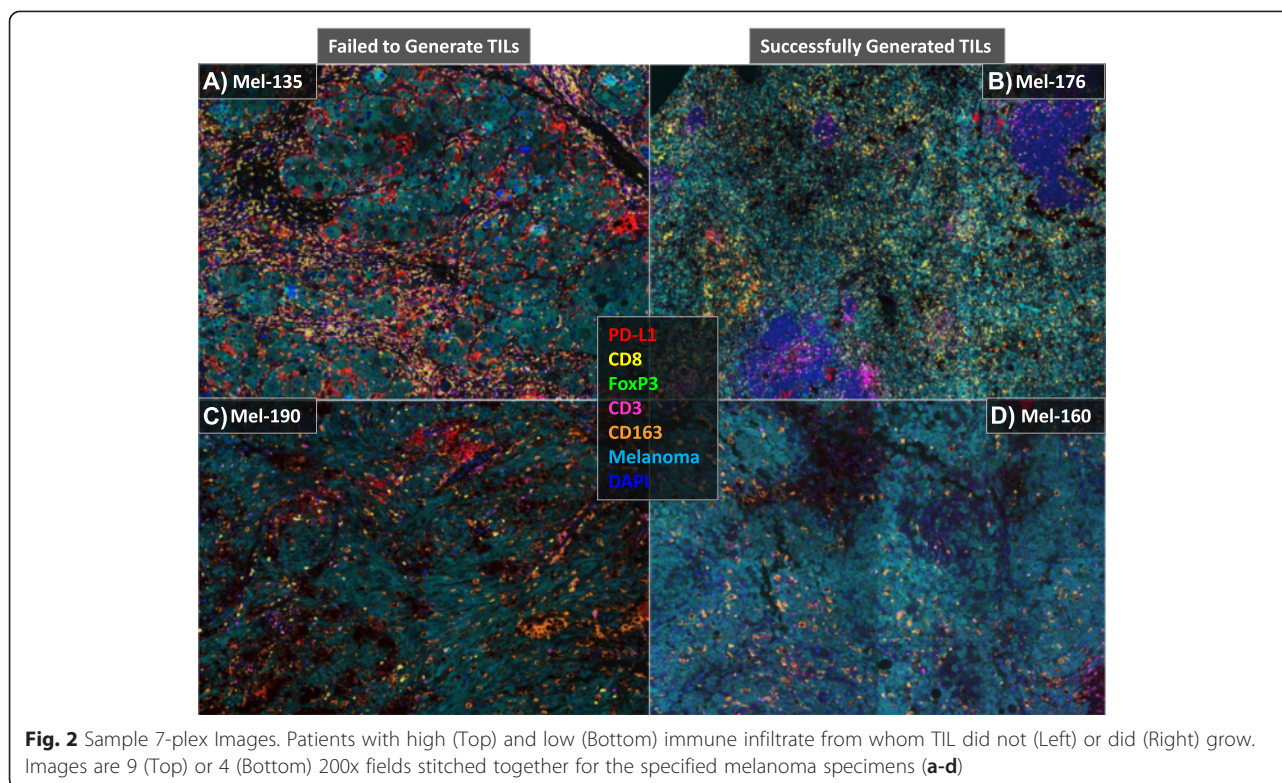 Failed to Generate TILs
Successfully Generated TILs
A) Mel-135
B) Mel-176
PD-L1
CD8
FoxP3
CD3
CD163
Melanoma
DAPI
C) Mel-190
D) Mel-160
Fig. 2 Sample 7-plex Images. Patients with high (Top) and low (Bottom) immune infiltrate from whom TIL did not (Left) or did (Right) grow.
Images are 9 (Top) or 4 (Bottom) 200x fields stitched together for the specified melanoma specimens (a-d)